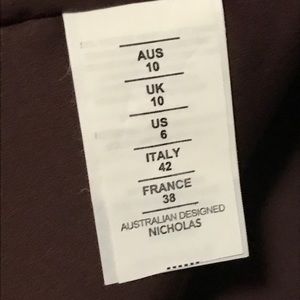 AUS
10
UK
10
US
6
ITALY
42
FRANCE
38
AUSTRALIAN DESIGNED
NICHOLAS